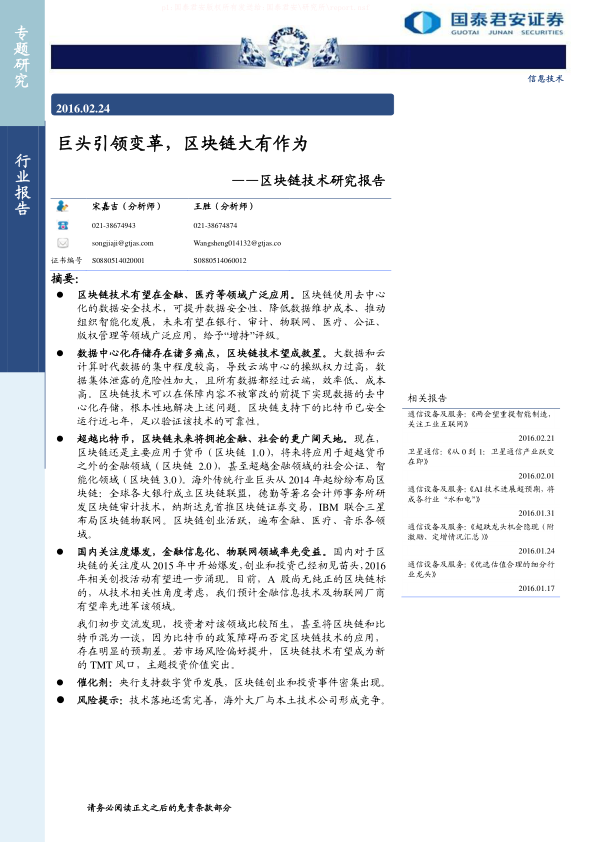 国泰君安证券
GUOTAI JUNAN SECURITIES
专题研究
信息技术
2016.02.24
行业报告
巨头引领变革，区块链大有作为
——区块链技术研究报告
宋嘉吉（分析师） 王胜（分析师）
021-38674943 021-38674874
songjiaji@gtjas.com Wangsheng014132@gtjas.co
证书编号 S0880514020001 S0880514060012
摘要：
● 区块链技术有望在金融、医疗等领域广泛应用。区块链使用去中心
化的数据安全技术，可提升数据安全性、降低数据维护成本、推动
组织智能化发展，未来有望在银行、审计、物联网、医疗、公证、
版权管理等领域广泛应用，给予“增持”评级。
● 数据中心化存储存在诸多痛点，区块链技术望成救星。大数据和云
计算时代数据的集中程度较高，导致云端中心的操纵权力过高，数
据集体泄露的危险性加大，且所有数据都经过云端，效率低、成本
高。区块链技术可以在保障内容不被审改的前提下实现数据的去中
心化存储，根本性地解决上述问题。区块链支持下的比特币已安全
运行近七年，足以验证该技术的可靠性。
● 超越比特币，区块链未来将拥抱金融、社会的更广阔天地。现在，
区块链还是主要应用于货币（区块链 1.0），将来将应用于超越货币
之外的金融领域（区块链 2.0），甚至超越金融领域的社会公证、智
能化领域（区块链 3.0）。海外传统行业巨头从 2014 年起纷纷布局区
块链：全球各大银行成立区块链联盟，德勤等著名会计师事务所研
发区块链审计技术，纳斯达克首推区块链证券交易，IBM 联合三星
布局区块链物联网。区块链创业活跃，遍布金融、医疗、音乐各领
域。
● 国内关注度爆发，金融信息化、物联网领域率先受益。国内对于区
块链的关注度从 2015 年中开始爆发，创业和投资已经初见苗头，2016
年相关创投活动有望进一步涌现。目前，A 股尚无纯正的区块链标
的，从技术相关性角度考虑，我们预计金融信息技术及物联网厂商
有望率先进军该领域。
我们初步交流发现，投资者对该领域比较陌生，甚至将区块链和比
特币混为一谈，因为比特币的政策障碍而否定区块链技术的应用，
存在明显的预期差。若市场风险偏好提升，区块链技术有望成为新
的 TMT 风口，主题投资价值突出。
● 催化剂：央行支持数字货币发展，区块链创业和投资事件密集出现。
● 风险提示：技术落地还需完善，海外大厂与本土技术公司形成竞争。
相关报告
通信设备及服务：《两会望重提智能制造，
关注工业互联网》
2016.02.21
卫星通信：《从 0 到 1：卫星通信产业跃变
在即》
2016.02.01
通信设备及服务：《AI 技术进展超预期，将
成各行业“水和电”》
2016.01.31
通信设备及服务：《超跌龙头机会隐现（附
激励、定增情况汇总）》
2016.01.24
通信设备及服务：《优选估值合理的细分行
业龙头》
2016.01.17
请务必阅读正文之后的免责条款部分